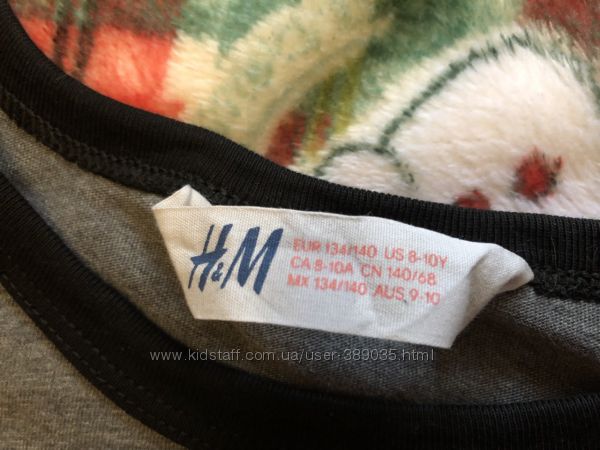 H&M
EUR 134/140 US 8-10Y
CA 8-10A CN 140/68
MX 134/140 AUS. 9-10
www.kidstaff.com.ua/user-389035.html